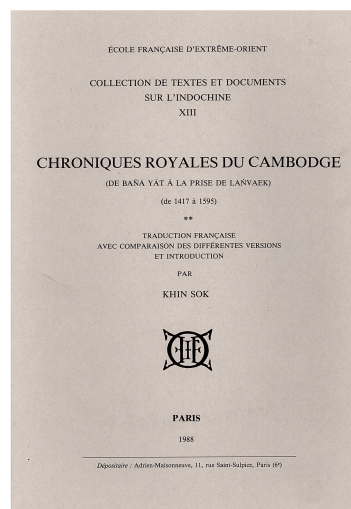 ÉCOLE FRANÇAISE D'EXTRÊME-ORIENT
COLLECTION DE TEXTES ET DOCUMENTS
SUR L'INDOCHINE
XIII
CHRONIQUES ROYALES DU CAMBODGE
(DE BAÑA YÀT À LA PRISE DE LAṄVAEK)
(de 1417 à 1595)
**
TRADUCTION FRANÇAISE
AVEC COMPARAISON DES DIFFÉRENTES VERSIONS
ET INTRODUCTION
PAR
KHIN SOK
PARIS
1988
Dépositaire : Adrien-Maisonneuve, 11, rue Saint-Sulpice, Paris (6e)